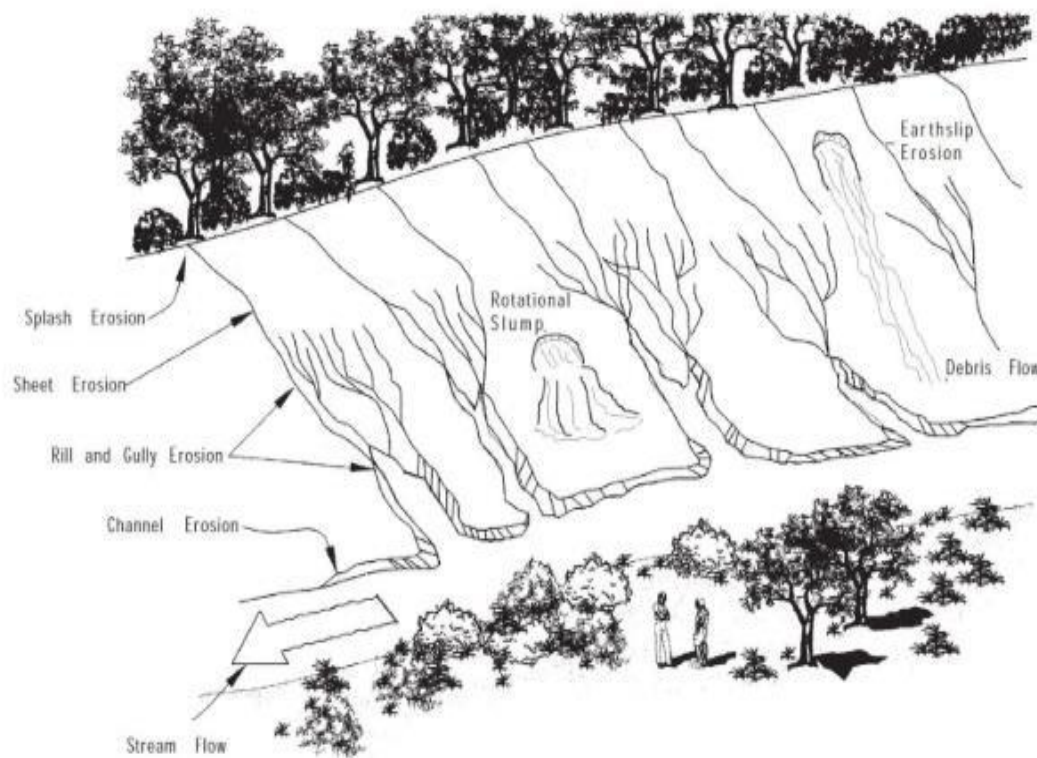 Earthslip
Erosion
Splash Erosion
Rotational
Slump
Sheet Erosion
Debris Flow
Rill and Gully Erosion
Channel Erosion
Stream Flow